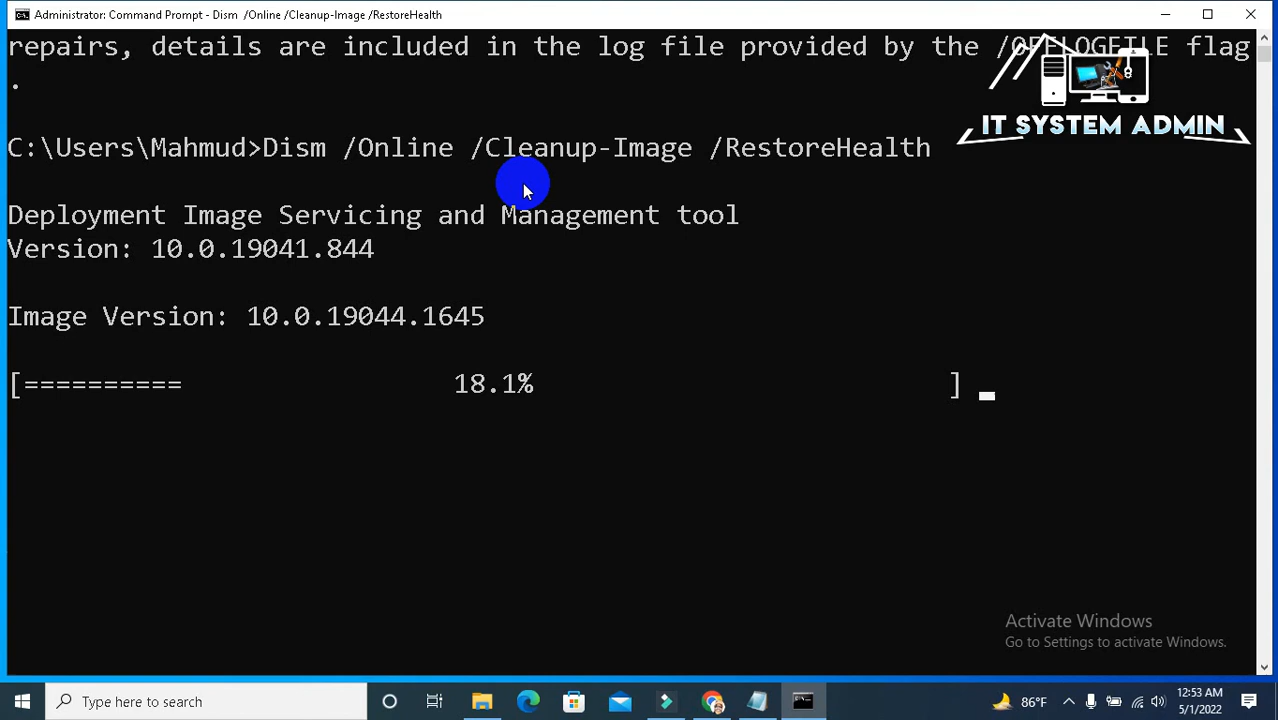 Administrator: Command Prompt - Dism  /Online /Cleanup-Image /RestoreHealth
repairs, details are included in the log file provided by the /OFFLOGFILE flag
.
IT SYSTEM ADMIN
C:\Users\Mahmud>Dism /Online /Cleanup-Image /RestoreHealth
Deployment Image Servicing and Management tool
Version: 10.0.19041.844
Image Version: 10.0.19044.1645
[==========                 18.1%                          ]
Activate Windows
Go to Settings to activate Windows.
Type here to search
86°F
12:53 AM
5/1/2022